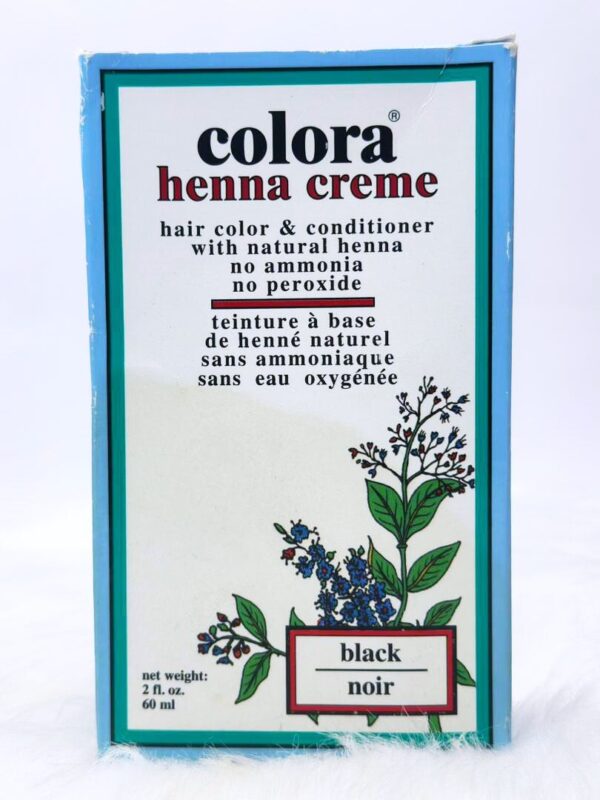 colora®
henna creme
hair color & conditioner
with natural henna
no ammonia
no peroxide
teinture à base
de henné naturel
sans ammoniaque
sans eau oxygénée
net weight:
2 fl. oz.
60 ml
black
noir